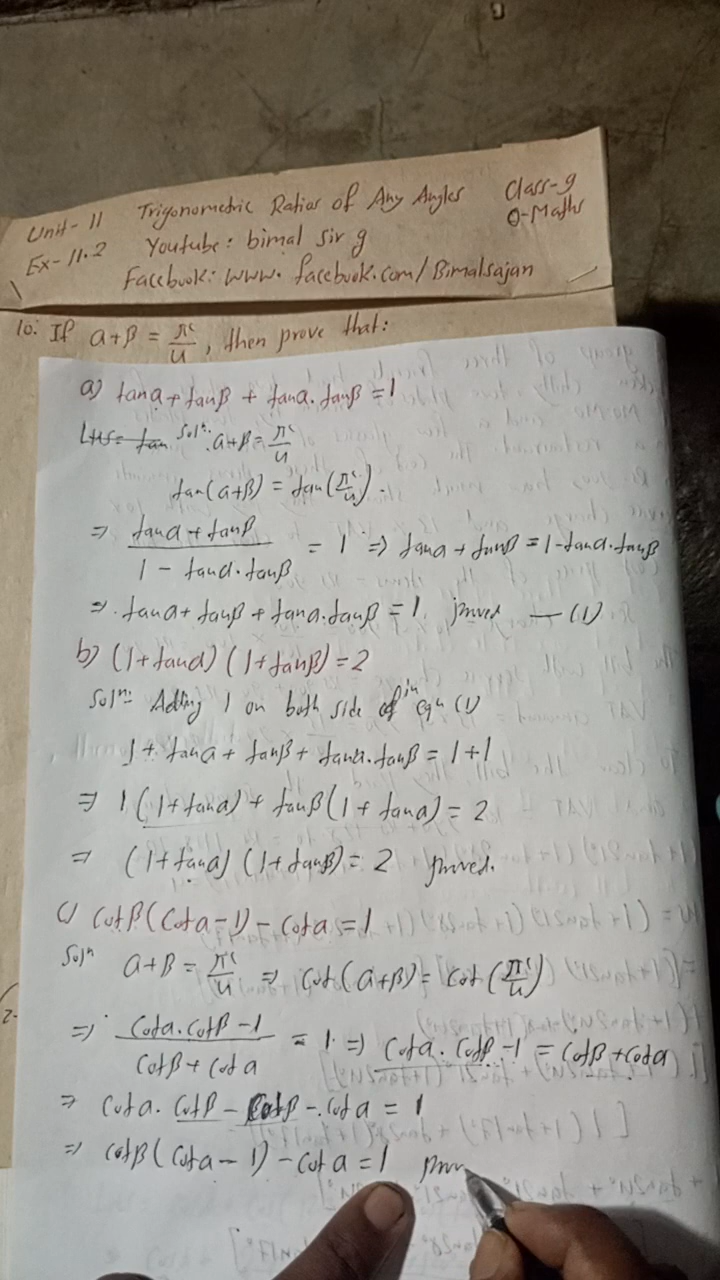 Unit-11 Trigonometric Ratios of Any Angles Class-9
Ex-11.2 Youtube: bimal sir g O-Maths
Facebook: www.facebook.com/Bimalsajan
10. If α+β = π^c/4, then prove that:
a) tanα + tanβ + tanα.tanβ = 1
LHS = tan Solⁿ: α+β = π^c/4
tan(α+β) = tan(π^c/4).
⇒ (tanα + tanβ)/(1 - tanα.tanβ) = 1 ⇒ tanα + tanβ = 1-tanα.tanβ
⇒ tanα + tanβ + tanα.tanβ = 1 proved — (1)
b) (1+tanα) (1+tanβ) = 2
Solⁿ: Adding 1 on both side of in eqn (1)
1 + tanα + tanβ + tanα.tanβ = 1+1
⇒ 1(1+tanα) + tanβ(1 + tanα) = 2
⇒ (1+tanα) (1+tanβ) = 2 proved.
c) cotβ(cotα-1) - cotα = 1
Solⁿ α+β = π^c/4 ⇒ cot(α+β) = cot(π^c/4)
⇒ (cotα.cotβ-1)/(cotβ + cotα) = 1 ⇒ cotα.cotβ-1 = cotβ+cotα
⇒ cotα.cotβ - cotβ - cotα = 1
⇒ cotβ(cotα-1) - cotα = 1